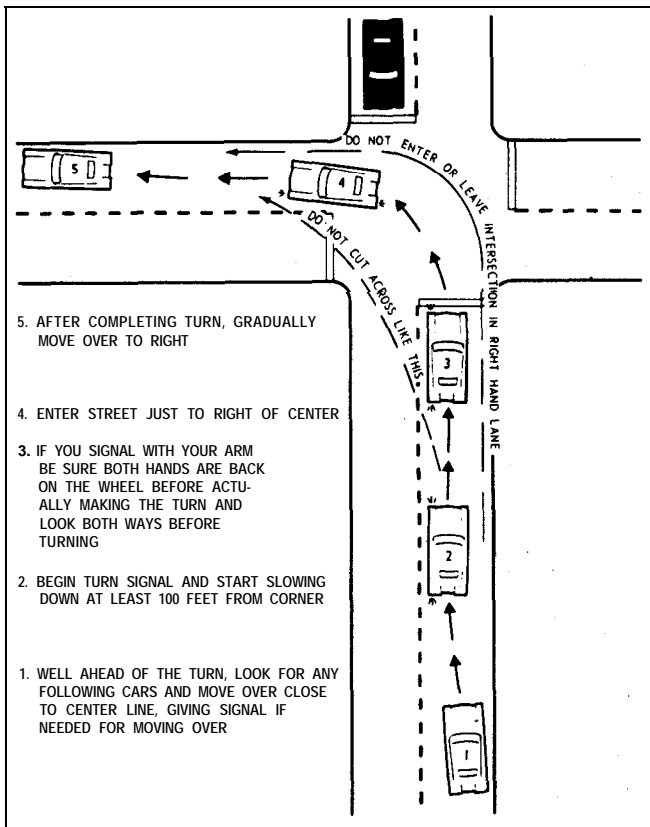 DO NOT ENTER OR LEAVE INTERSECTION IN RIGHT HAND LANE
5
4
DO NOT CUT ACROSS LIKE THIS.
3
2
1
5. AFTER COMPLETING TURN, GRADUALLY
MOVE OVER TO RIGHT
4. ENTER STREET JUST TO RIGHT OF CENTER
3. IF YOU SIGNAL WITH YOUR ARM
BE SURE BOTH HANDS ARE BACK
ON THE WHEEL BEFORE ACTU-
ALLY MAKING THE TURN AND
LOOK BOTH WAYS BEFORE
TURNING
2. BEGIN TURN SIGNAL AND START SLOWING
DOWN AT LEAST 100 FEET FROM CORNER
1. WELL AHEAD OF THE TURN, LOOK FOR ANY
FOLLOWING CARS AND MOVE OVER CLOSE
TO CENTER LINE, GIVING SIGNAL IF
NEEDED FOR MOVING OVER